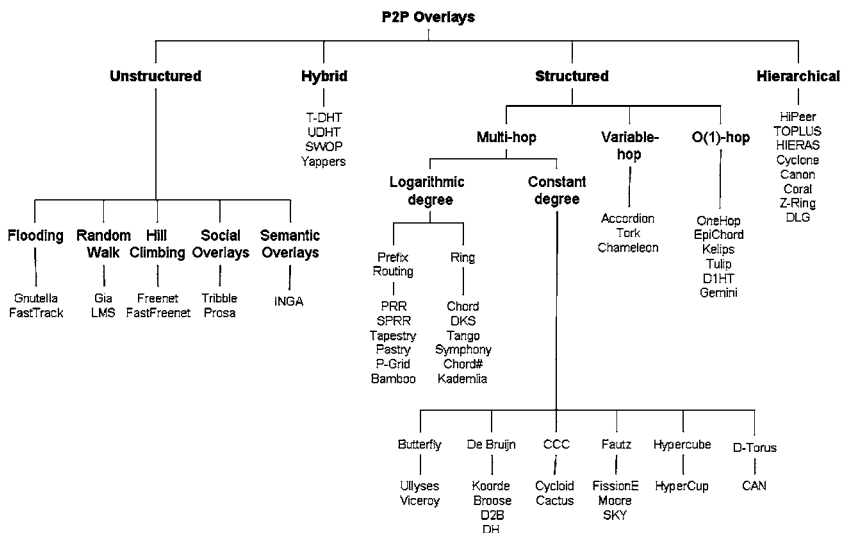 P2P Overlays
Unstructured
Hybrid
Structured
Hierarchical
T-DHT
UDHT
SWOP
Yappers
Multi-hop
Variable-
hop
O(1)-hop
HiPeer
TOPLUS
HIERAS
Cyclone
Canon
Coral
Z-Ring
DLG
Logarithmic
degree
Constant
degree
Accordion
Tork
Chameleon
OneHop
EpiChord
Kelips
Tulip
D1HT
Gemini
Flooding
Random
Walk
Hill
Climbing
Social
Overlays
Semantic
Overlays
Gnutella
FastTrack
Gia
LMS
Freenet
FastFreenet
Tribble
Prosa
INGA
Prefix
Routing
Ring
PRR
SPRR
Tapestry
Pastry
P-Grid
Bamboo
Chord
DKS
Tango
Symphony
Chord#
Kademlia
Butterfly
De Bruijn
CCC
Fautz
Hypercube
D-Torus
Ullyses
Viceroy
Koorde
Broose
D2B
DH
Cycloid
Cactus
FissionE
Moore
SKY
HyperCup
CAN